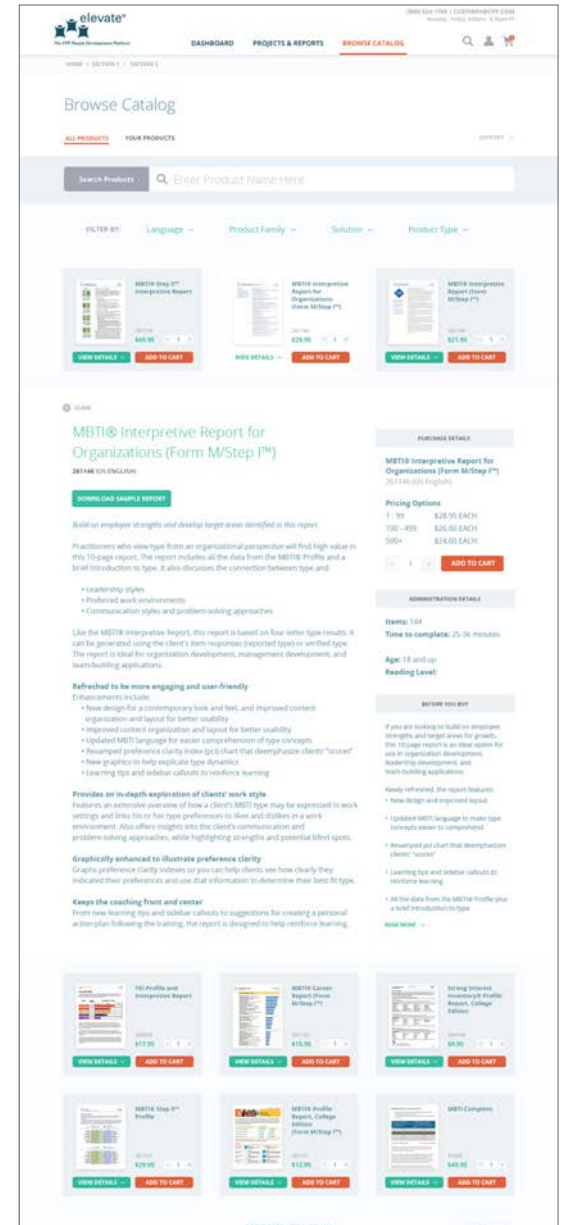 elevate®
The CPP People Development Platform
DASHBOARD
PROJECTS & REPORTS
BROWSE CATALOG
HOME | SECTION 1 | SECTION 2
Browse Catalog
ALL PRODUCTS
YOUR PRODUCTS
SUPPORT
Search Products
Enter Product Name Here
FILTER BY:
Language
Product Family
Solution
Product Type
MBTI® Step II™
Interpretive Report
$49.95
1
VIEW DETAILS
ADD TO CART
MBTI® Interpretive
Report for
Organizations
(Form M/Step I™)
261146
$28.95
1
HIDE DETAILS
ADD TO CART
MBTI® Interpretive
Report (Form
M/Step I™)
$21.95
1
VIEW DETAILS
ADD TO CART
CLOSE
MBTI® Interpretive Report for
Organizations (Form M/Step I™)
261146 (US ENGLISH)
DOWNLOAD SAMPLE REPORT
Build on employee strengths and develop target areas identified in this report.
Practitioners who view type from an organizational perspective will find high value in
this 10-page report. The report includes all the data from the MBTI® Profile and a
brief introduction to type. It also discusses the connection between type and:
• Leadership styles
• Preferred work environments
• Communication styles and problem-solving approaches
Like the MBTI® Interpretive Report, this report is based on four-letter type results. It
can be generated using the client's item responses (reported type) or verified type.
The report is ideal for organization development, management development, and
team-building applications.
Refreshed to be more engaging and user-friendly
Enhancements include:
• New design for a contemporary look and feel, and improved content
organization and layout for better usability
• Improved content organization and layout for better usability
• Updated MBTI language for easier comprehension of type concepts
• Revamped preference clarity index (pci) chart that deemphasize clients' "scores"
• New graphics to help explicate type dynamics
• Learning tips and sidebar callouts to reinforce learning
Provides an in-depth exploration of clients' work style
Features an extensive overview of how a client's MBTI type may be expressed in work
settings and links his or her type preferences to likes and dislikes in a work
environment. Also offers insights into the client's communication and
problem-solving approaches, while highlighting strengths and potential blind spots.
Graphically enhanced to illustrate preference clarity
Graphs preference clarity indexes so you can help clients see how clearly they
indicated their preferences and use that information to determine their best fit type.
Keeps the coaching front and center
From new learning tips and sidebar callouts to suggestions for creating a personal
action plan following the training, the report is designed to help reinforce learning.
PURCHASE DETAILS
MBTI® Interpretive Report for
Organizations (Form M/Step I™)
261146 (US English)
Pricing Options
1 - 99 $28.95 EACH
100 - 499 $26.80 EACH
500+ $24.60 EACH
1
ADD TO CART
ADMINISTRATION DETAILS
Items: 144
Time to complete: 25-36 minutes
Age: 18 and up
Reading Level:
BEFORE YOU BUY
If you are looking to build on employee
strengths and target areas for growth,
this 10-page report is an ideal option for
use in organization development,
leadership development, and
team-building applications.
Newly refreshed, the report features:
• New design and improved layout
• Updated MBTI language to make type
concepts easier to comprehend
• Revamped pci chart that deemphasizes
clients' "scores"
• Learning tips and sidebar callouts to
reinforce learning
• All the data from the MBTI® Profile plus
a brief introduction to type
READ MORE
TKI Profile and
Interpretive Report
$17.95
1
VIEW DETAILS
ADD TO CART
MBTI® Career
Report (Form
M/Step I™)
$15.95
1
VIEW DETAILS
ADD TO CART
Strong Interest
Inventory® Profile
Report, College
Edition
$9.95
1
VIEW DETAILS
ADD TO CART
MBTI® Step II™
Profile
$29.95
1
VIEW DETAILS
ADD TO CART
MBTI® Profile
Report, College
Edition
(Form M/Step I™)
$12.95
1
VIEW DETAILS
ADD TO CART
MBTI Complete
$49.95
1
VIEW DETAILS
ADD TO CART